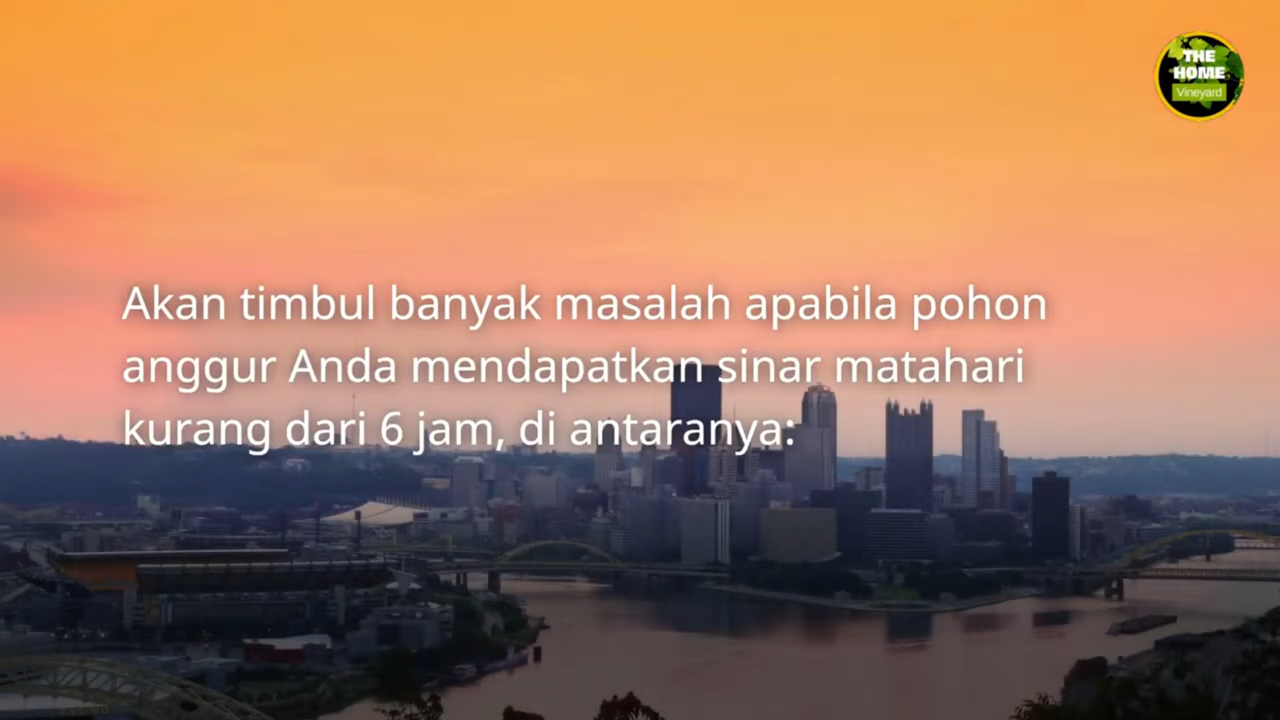 THE
HOME
Vineyard
Akan timbul banyak masalah apabila pohon
anggur Anda mendapatkan sinar matahari
kurang dari 6 jam, di antaranya: